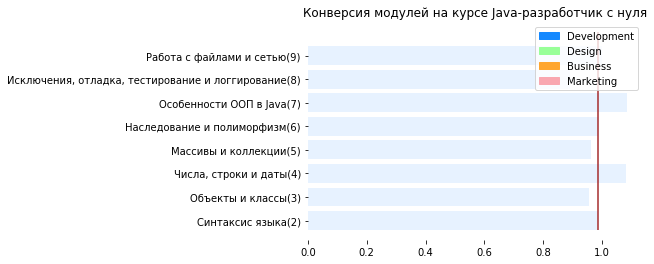 Конверсия модулей на курсе Java-разработчик с нуля
Development
Design
Business
Marketing
Работа с файлами и сетью(9)
Исключения, отладка, тестирование и логгирование(8)
Особенности ООП в Java(7)
Наследование и полиморфизм(6)
Массивы и коллекции(5)
Числа, строки и даты(4)
Объекты и классы(3)
Синтаксис языка(2)
0.0 0.2 0.4 0.6 0.8 1.0